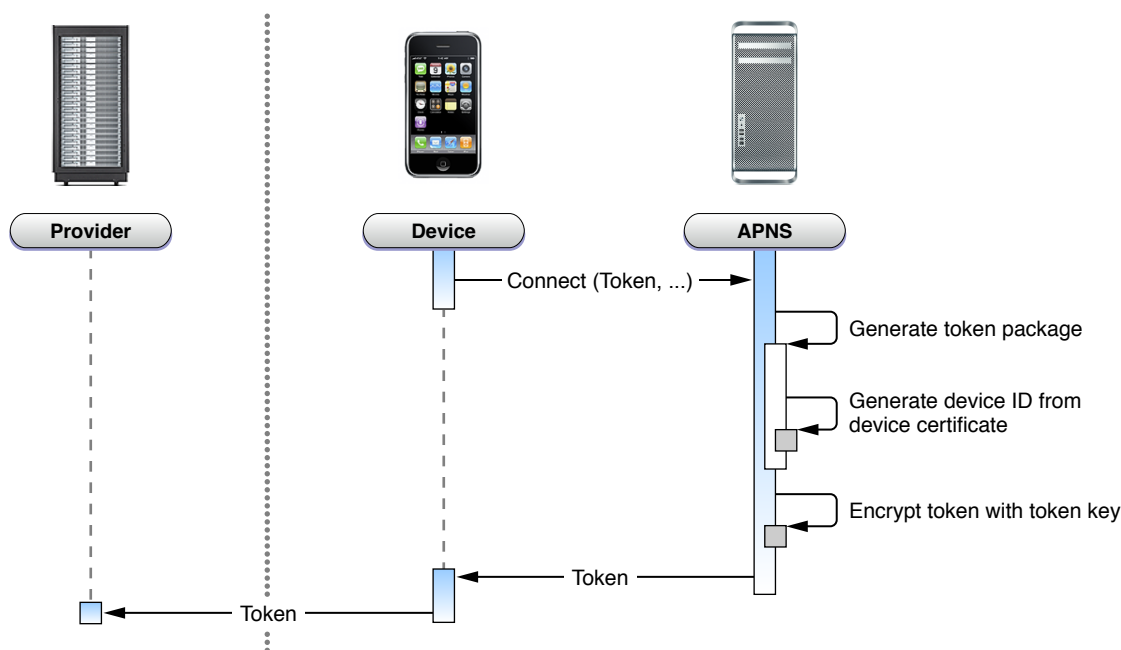 Provider
Device
APNS
Connect (Token, ...)
Generate token package
Generate device ID from
device certificate
Encrypt token with token key
Token
Token